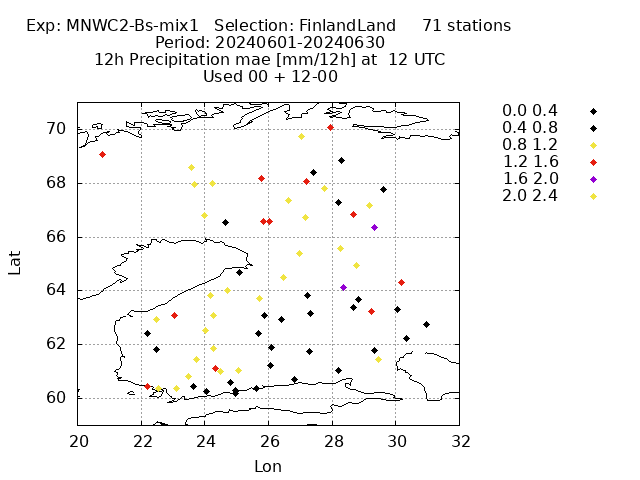 Exp: MNWC2-Bs-mix1   Selection: FinlandLand     71 stations
Period: 20240601-20240630
12h Precipitation mae [mm/12h] at  12 UTC
Used 00 + 12-00
0.0 0.4
0.4 0.8
0.8 1.2
1.2 1.6
1.6 2.0
2.0 2.4
70
68
66
64
62
60
Lat
20 22 24 26 28 30 32
Lon